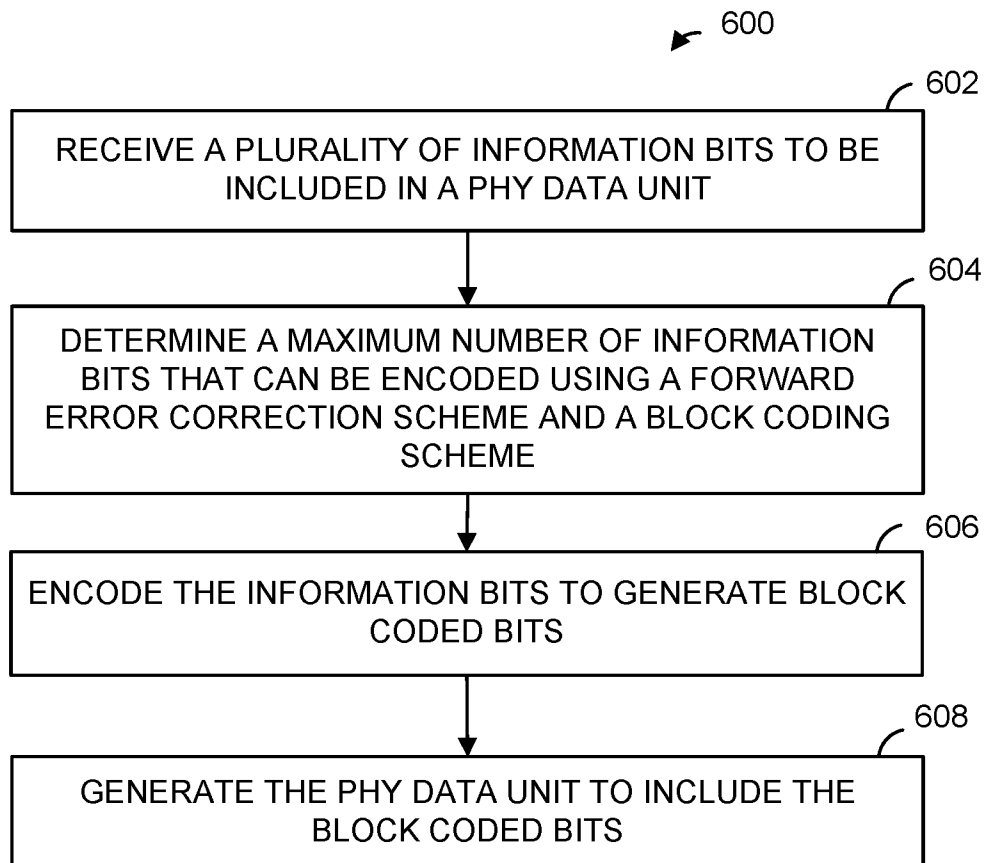 600
602
RECEIVE A PLURALITY OF INFORMATION BITS TO BE
INCLUDED IN A PHY DATA UNIT
604
DETERMINE A MAXIMUM NUMBER OF INFORMATION
BITS THAT CAN BE ENCODED USING A FORWARD
ERROR CORRECTION SCHEME AND A BLOCK CODING
SCHEME
606
ENCODE THE INFORMATION BITS TO GENERATE BLOCK
CODED BITS
608
GENERATE THE PHY DATA UNIT TO INCLUDE THE
BLOCK CODED BITS